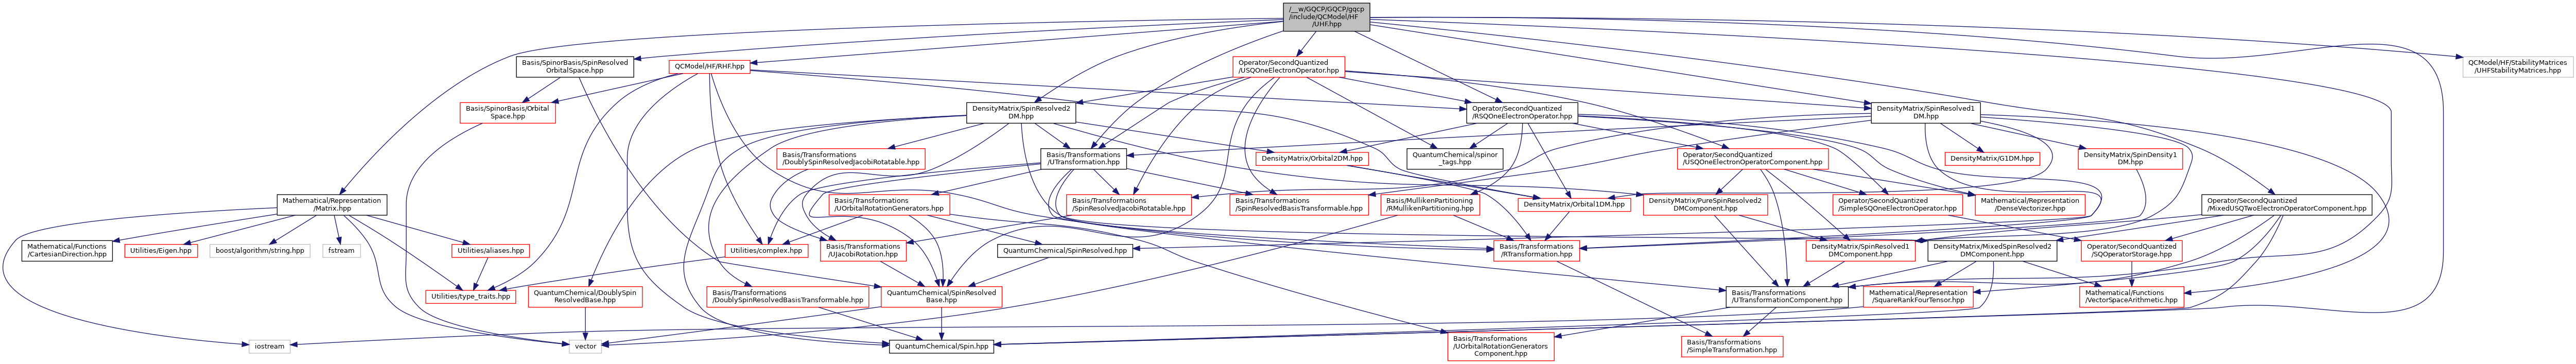 /__w/GQCP/GQCP/gqcp
/include/QCModel/HF
/UHF.hpp
Basis/SpinorBasis/SpinResolved
OrbitalSpace.hpp
QCModel/HF/RHF.hpp
Operator/SecondQuantized
/USQOneElectronOperator.hpp
QCModel/HF/StabilityMatrices
/UHFStabilityMatrices.hpp
Basis/SpinorBasis/Orbital
Space.hpp
DensityMatrix/SpinResolved2
DM.hpp
Operator/SecondQuantized
/RSQOneElectronOperator.hpp
DensityMatrix/SpinResolved1
DM.hpp
Basis/Transformations
/DoublySpinResolvedJacobiRotatable.hpp
Basis/Transformations
/UTransformation.hpp
DensityMatrix/Orbital2DM.hpp
QuantumChemical/spinor
_tags.hpp
Operator/SecondQuantized
/USQOneElectronOperatorComponent.hpp
DensityMatrix/G1DM.hpp
DensityMatrix/SpinDensity1
DM.hpp
Mathematical/Representation
/Matrix.hpp
Basis/Transformations
/UOrbitalRotationGenerators.hpp
Basis/Transformations
/SpinResolvedJacobiRotatable.hpp
Basis/Transformations
/SpinResolvedBasisTransformable.hpp
Basis/MullikenPartitioning
/RMullikenPartitioning.hpp
DensityMatrix/Orbital1DM.hpp
DensityMatrix/PureSpinResolved2
DMComponent.hpp
Operator/SecondQuantized
/SimpleSQOneElectronOperator.hpp
Mathematical/Representation
/DenseVectorizer.hpp
Operator/SecondQuantized
/MixedUSQTwoElectronOperatorComponent.hpp
Mathematical/Functions
/CartesianDirection.hpp
Utilities/Eigen.hpp
boost/algorithm/string.hpp
fstream
Utilities/aliases.hpp
Utilities/complex.hpp
Basis/Transformations
/UJacobiRotation.hpp
QuantumChemical/SpinResolved.hpp
Basis/Transformations
/RTransformation.hpp
DensityMatrix/SpinResolved1
DMComponent.hpp
DensityMatrix/MixedSpinResolved2
DMComponent.hpp
Operator/SecondQuantized
/SQOperatorStorage.hpp
Utilities/type_traits.hpp
QuantumChemical/DoublySpin
ResolvedBase.hpp
Basis/Transformations
/DoublySpinResolvedBasisTransformable.hpp
QuantumChemical/SpinResolved
Base.hpp
Basis/Transformations
/UTransformationComponent.hpp
Mathematical/Representation
/SquareRankFourTensor.hpp
Mathematical/Functions
/VectorSpaceArithmetic.hpp
iostream
vector
QuantumChemical/Spin.hpp
Basis/Transformations
/UOrbitalRotationGenerators
Component.hpp
Basis/Transformations
/SimpleTransformation.hpp